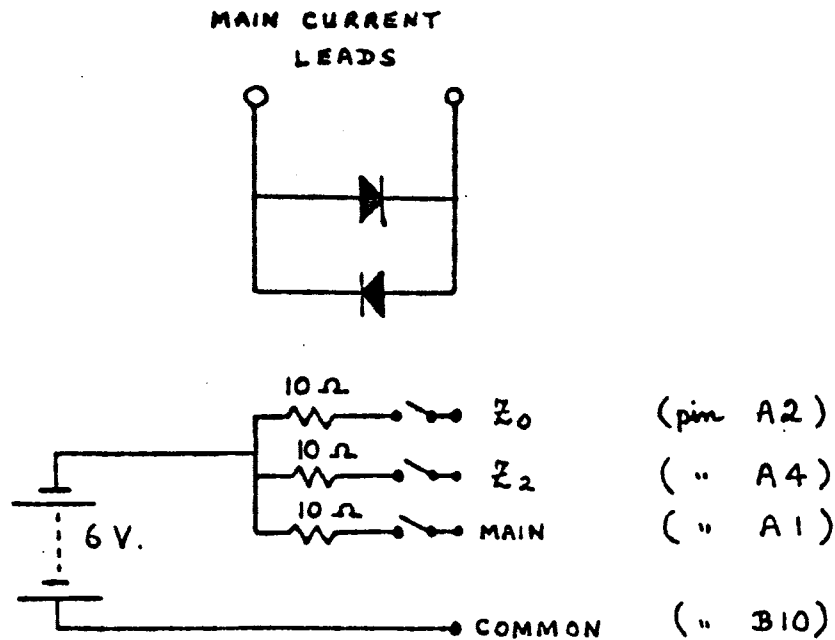 MAIN CURRENT
LEADS
10 Ω
Z0 (pin A2)
10 Ω
Z2 ( " A4)
10 Ω
MAIN ( " A1)
6 V.
COMMON ( " B10)